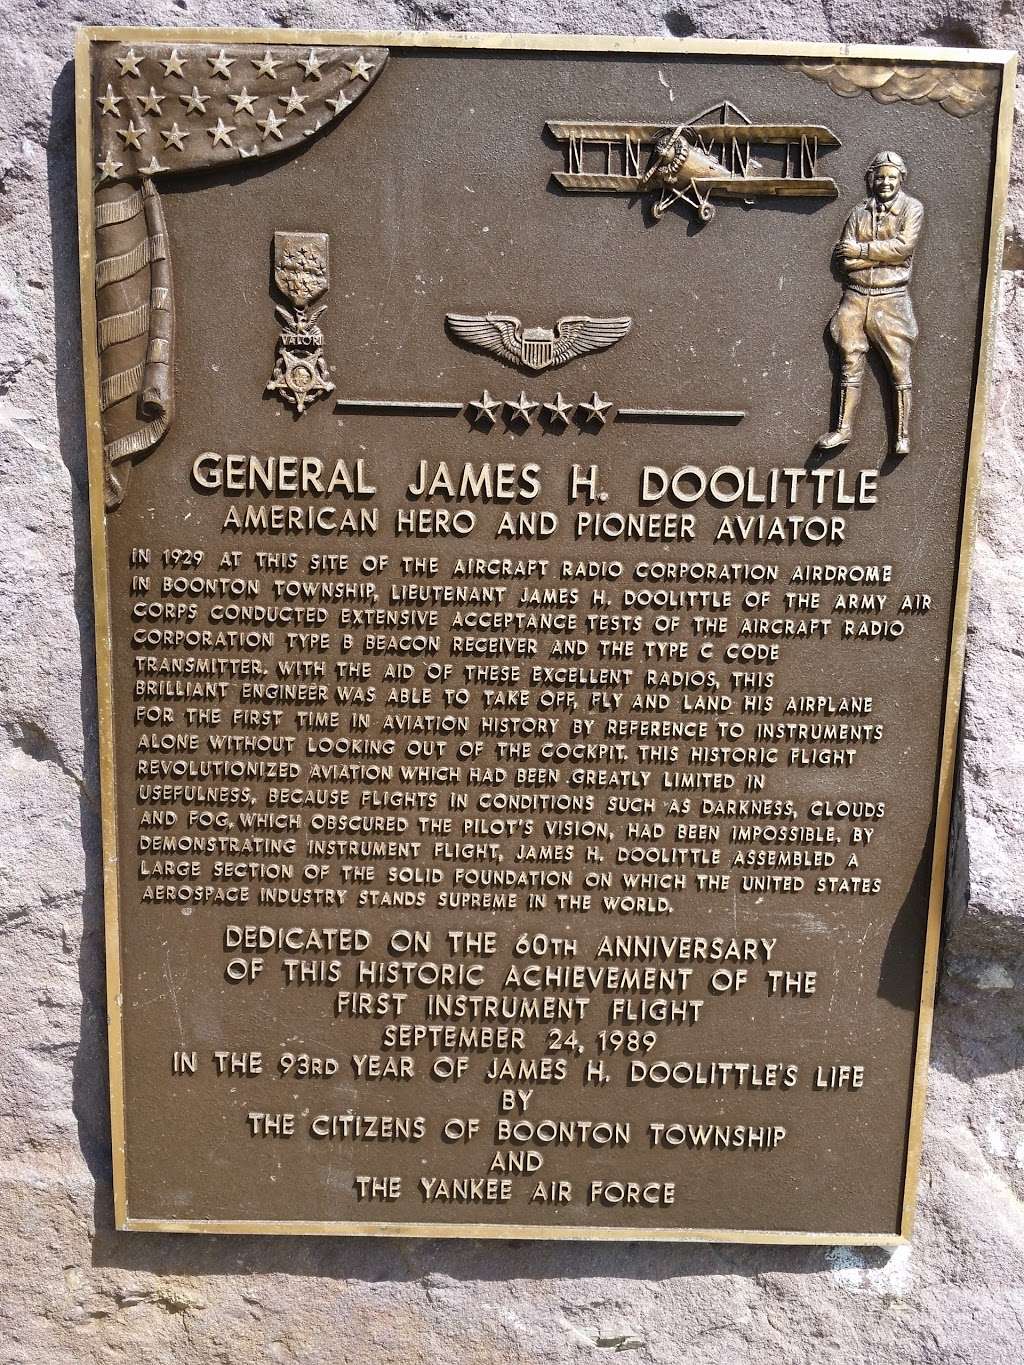 VALOR
GENERAL JAMES H. DOOLITTLE
AMERICAN HERO AND PIONEER AVIATOR
IN 1929 AT THIS SITE OF THE AIRCRAFT RADIO CORPORATION AIRDROME
IN BOONTON TOWNSHIP, LIEUTENANT JAMES H. DOOLITTLE OF THE ARMY AIR
CORPS CONDUCTED EXTENSIVE ACCEPTANCE TESTS OF THE AIRCRAFT RADIO
CORPORATION TYPE B BEACON RECEIVER AND THE TYPE C CODE
TRANSMITTER. WITH THE AID OF THESE EXCELLENT RADIOS, THIS
BRILLIANT ENGINEER WAS ABLE TO TAKE OFF, FLY AND LAND HIS AIRPLANE
FOR THE FIRST TIME IN AVIATION HISTORY BY REFERENCE TO INSTRUMENTS
ALONE WITHOUT LOOKING OUT OF THE COCKPIT. THIS HISTORIC FLIGHT
REVOLUTIONIZED AVIATION WHICH HAD BEEN GREATLY LIMITED IN
USEFULNESS, BECAUSE FLIGHTS IN CONDITIONS SUCH AS DARKNESS, CLOUDS
AND FOG, WHICH OBSCURED THE PILOT'S VISION, HAD BEEN IMPOSSIBLE. BY
DEMONSTRATING INSTRUMENT FLIGHT, JAMES H. DOOLITTLE ASSEMBLED A
LARGE SECTION OF THE SOLID FOUNDATION ON WHICH THE UNITED STATES
AEROSPACE INDUSTRY STANDS SUPREME IN THE WORLD.
DEDICATED ON THE 60TH ANNIVERSARY
OF THIS HISTORIC ACHIEVEMENT OF THE
FIRST INSTRUMENT FLIGHT
SEPTEMBER 24, 1989
IN THE 93RD YEAR OF JAMES H. DOOLITTLE'S LIFE
BY
THE CITIZENS OF BOONTON TOWNSHIP
AND
THE YANKEE AIR FORCE